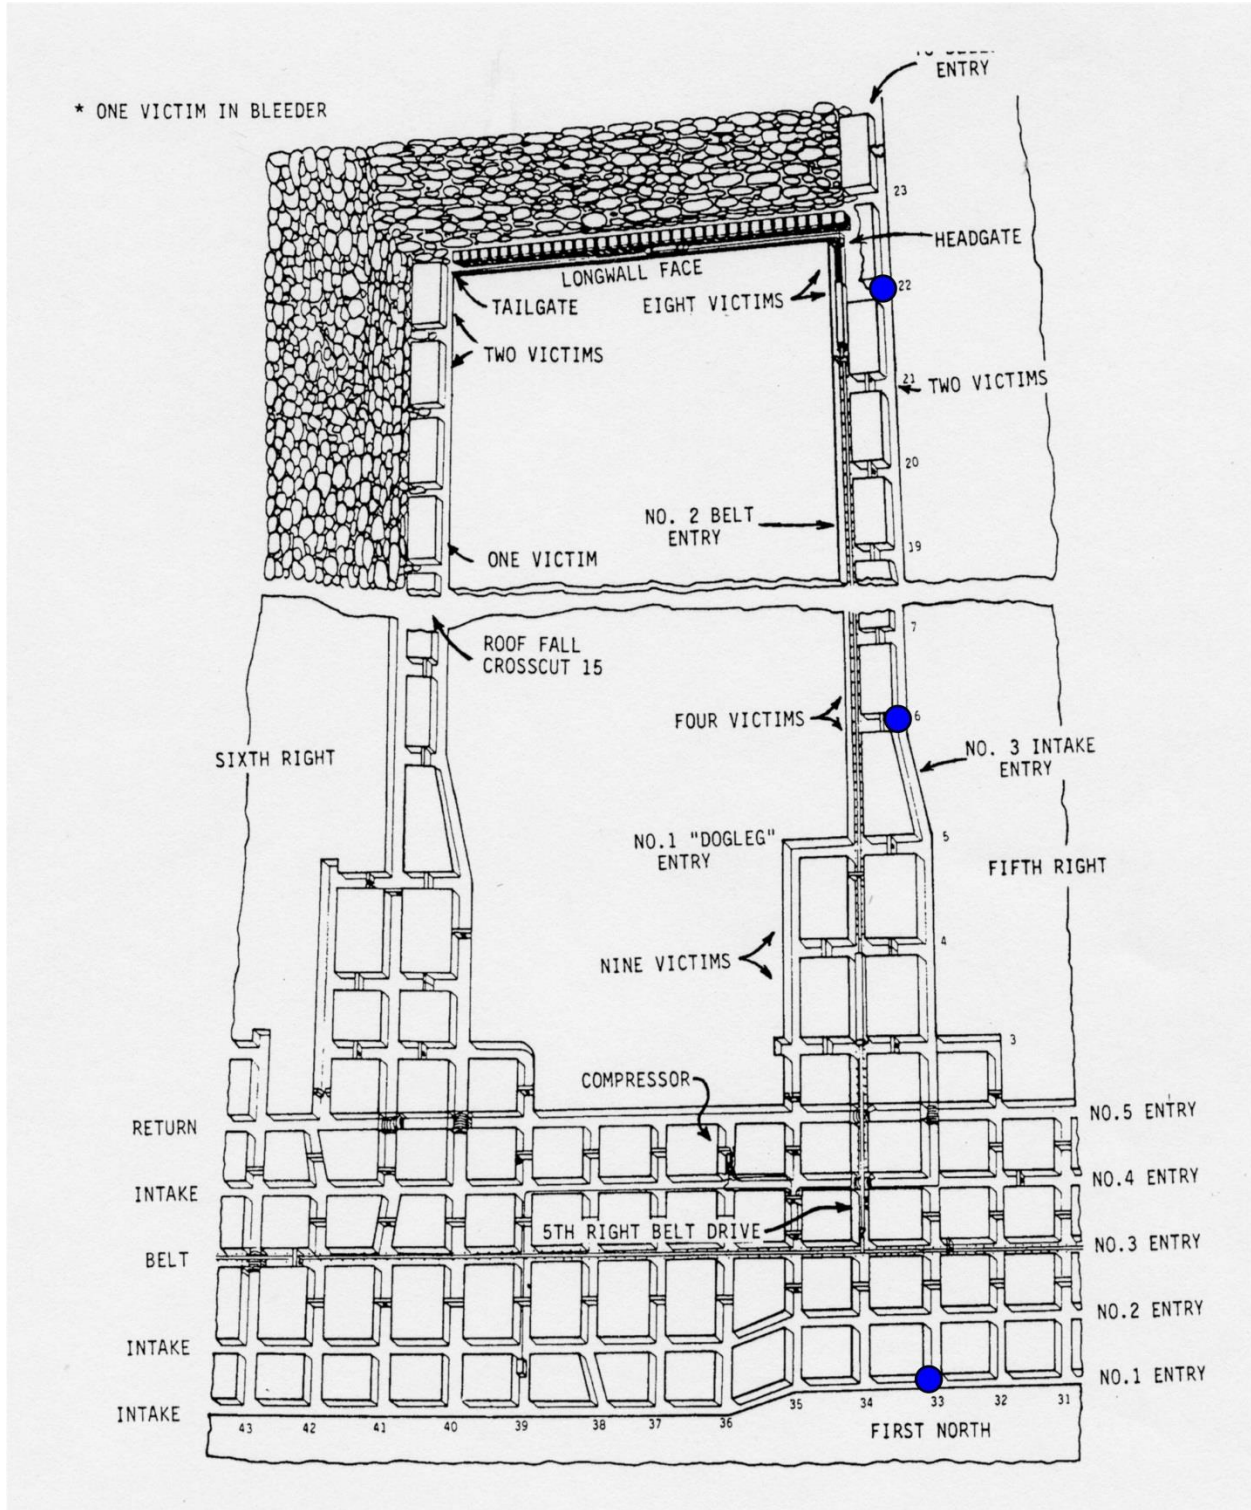 ENTRY
* ONE VICTIM IN BLEEDER
23
HEADGATE
LONGWALL FACE
22
TAILGATE
EIGHT VICTIMS
TWO VICTIMS
21
TWO VICTIMS
20
NO. 2 BELT
ENTRY
19
ONE VICTIM
7
ROOF FALL
CROSSCUT 15
FOUR VICTIMS
6
SIXTH RIGHT
NO. 3 INTAKE
ENTRY
NO.1 "DOGLEG"
ENTRY
5
FIFTH RIGHT
4
NINE VICTIMS
3
COMPRESSOR
RETURN
NO.5 ENTRY
INTAKE
NO.4 ENTRY
5TH RIGHT BELT DRIVE
BELT
NO.3 ENTRY
NO.2 ENTRY
INTAKE
NO.1 ENTRY
INTAKE
43 42 41 40 39 38 37 36 35 34 33 32 31
FIRST NORTH